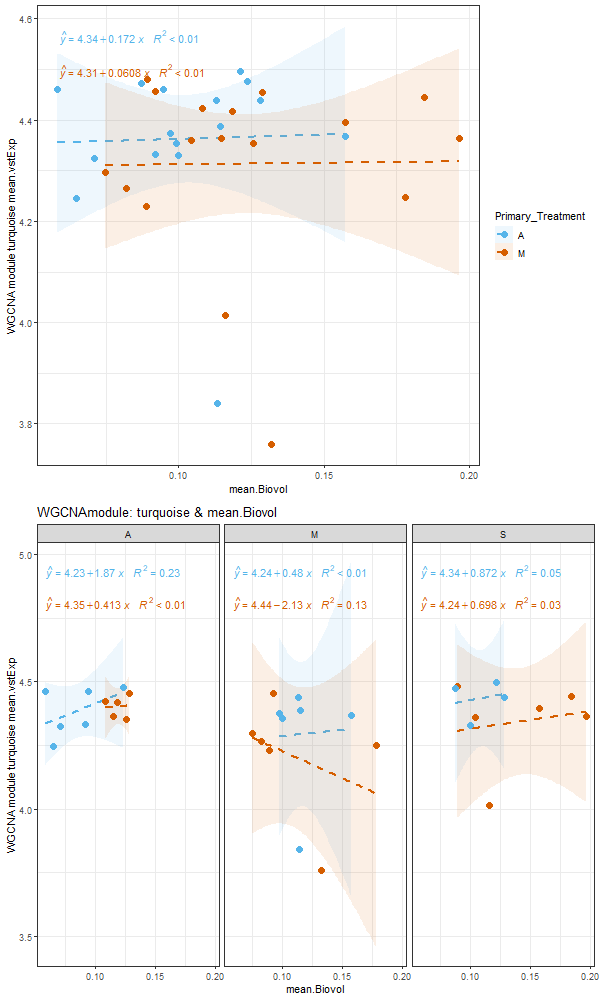 4.6
ŷ = 4.34 + 0.172 x   R² < 0.01
ŷ = 4.31 + 0.0608 x   R² < 0.01
4.4
4.2
4.0
3.8
WGCNA module turquoise mean.vstExp
0.10 0.15 0.20
mean.Biovol
Primary_Treatment
A
M
WGCNAmodule: turquoise & mean.Biovol
A M S
5.0
ŷ = 4.23 + 1.87 x   R² = 0.23
ŷ = 4.35 + 0.413 x   R² < 0.01
ŷ = 4.24 + 0.48 x   R² < 0.01
ŷ = 4.44 − 2.13 x   R² = 0.13
ŷ = 4.34 + 0.872 x   R² = 0.05
ŷ = 4.24 + 0.698 x   R² = 0.03
4.5
4.0
3.5
WGCNA module turquoise mean.vstExp
0.10 0.15 0.20 0.10 0.15 0.20 0.10 0.15 0.20
mean.Biovol